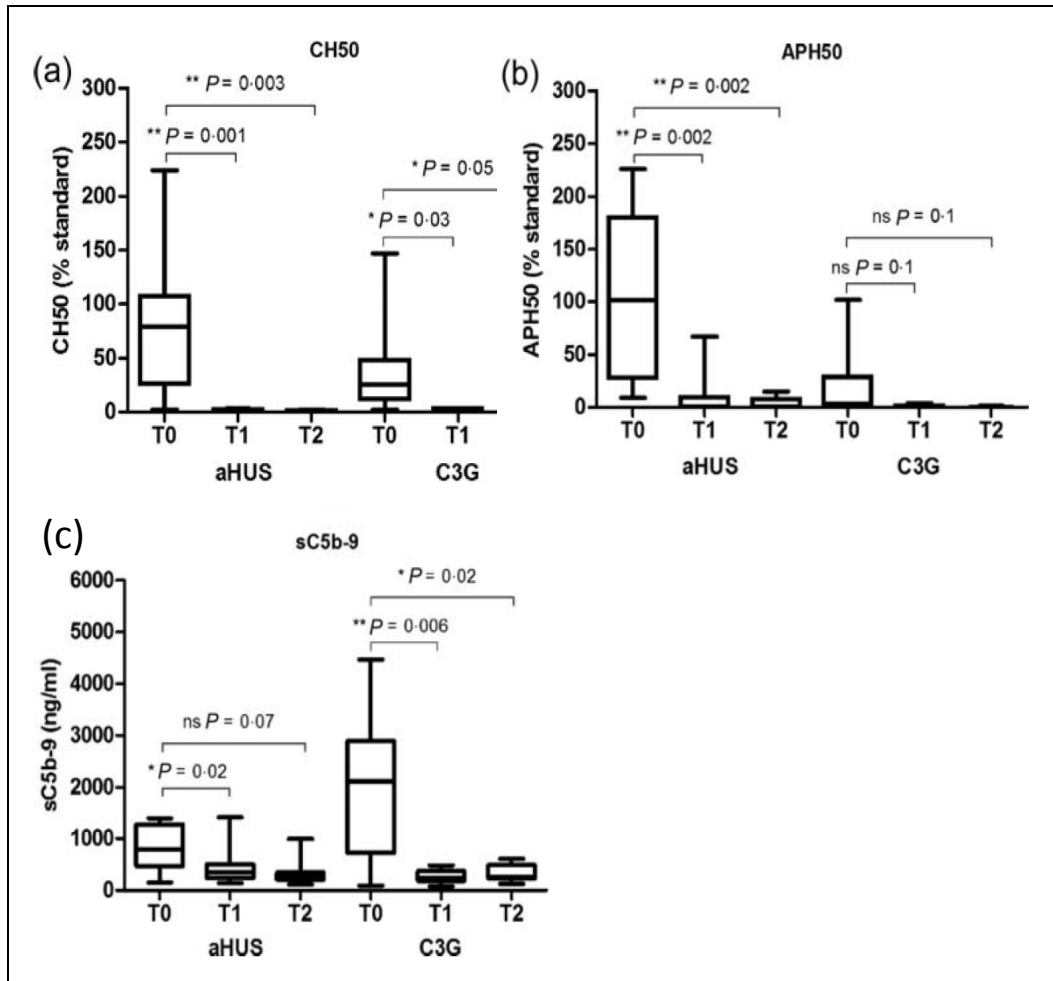 (a)
CH50
** P = 0·003
** P = 0·001
* P = 0·05
* P = 0·03
CH50 (% standard)
300
250
200
150
100
50
0
T0 T1 T2 T0 T1
aHUS C3G
(b)
APH50
** P = 0·002
** P = 0·002
ns P = 0·1
ns P = 0·1
APH50 (% standard)
300
250
200
150
100
50
0
T0 T1 T2 T0 T1 T2
aHUS C3G
(c)
sC5b-9
* P = 0·02
** P = 0·006
ns P = 0·07
* P = 0·02
sC5b-9 (ng/ml)
6000
5000
4000
3000
2000
1000
0
T0 T1 T2 T0 T1 T2
aHUS C3G